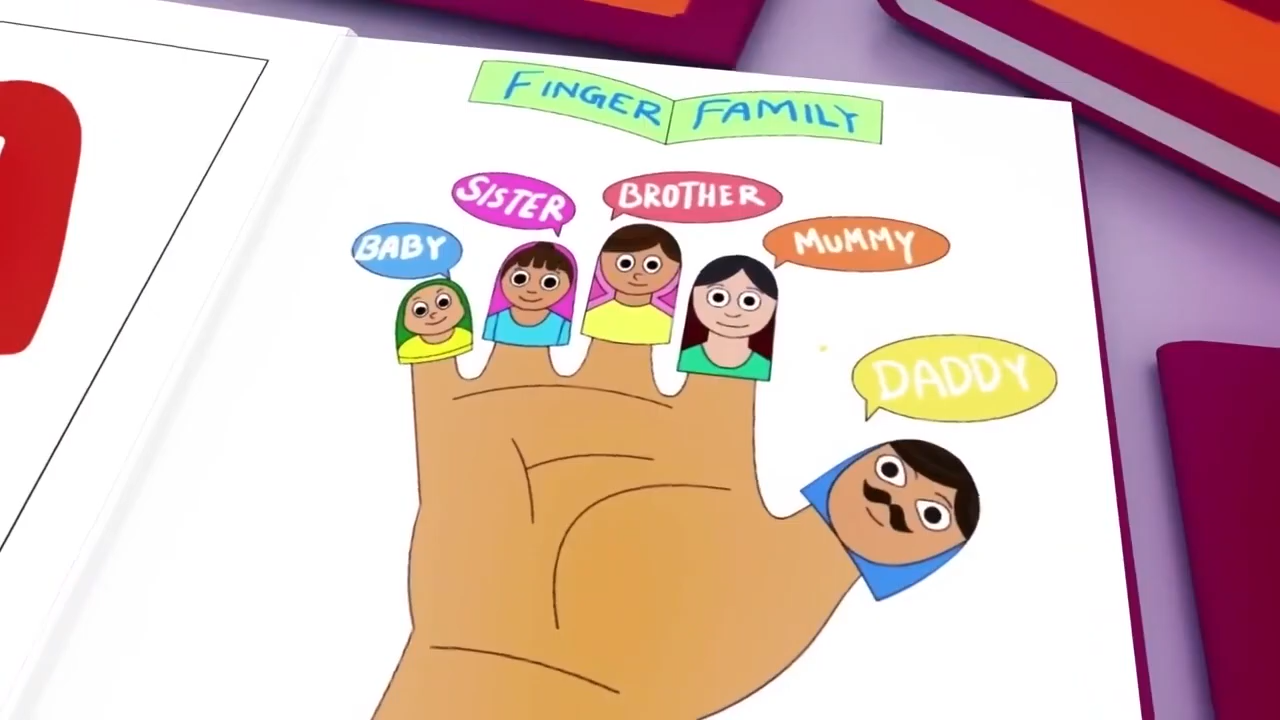 FINGER FAMILY
SISTER
BROTHER
BABY
MUMMY
DADDY